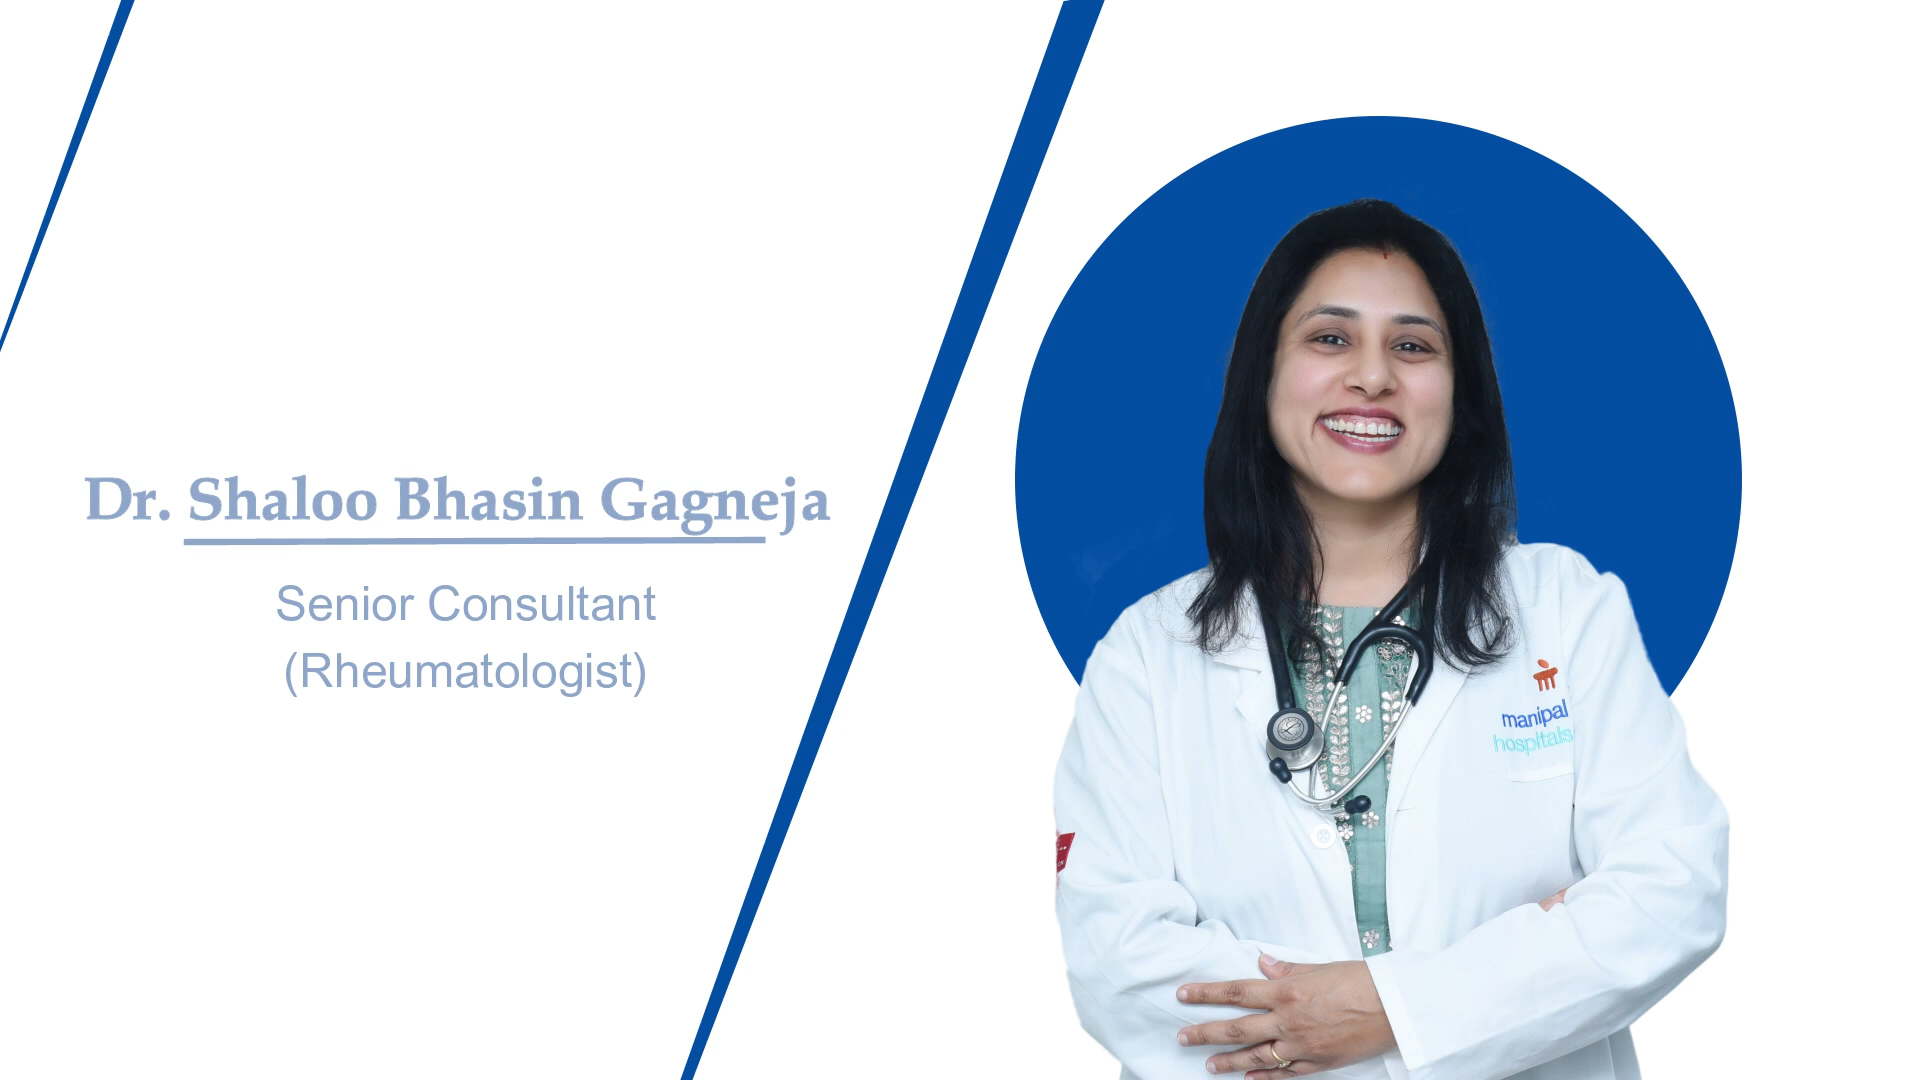 Dr. Shaloo Bhasin Gagneja
Senior Consultant
(Rheumatologist)
manipal
hospitals